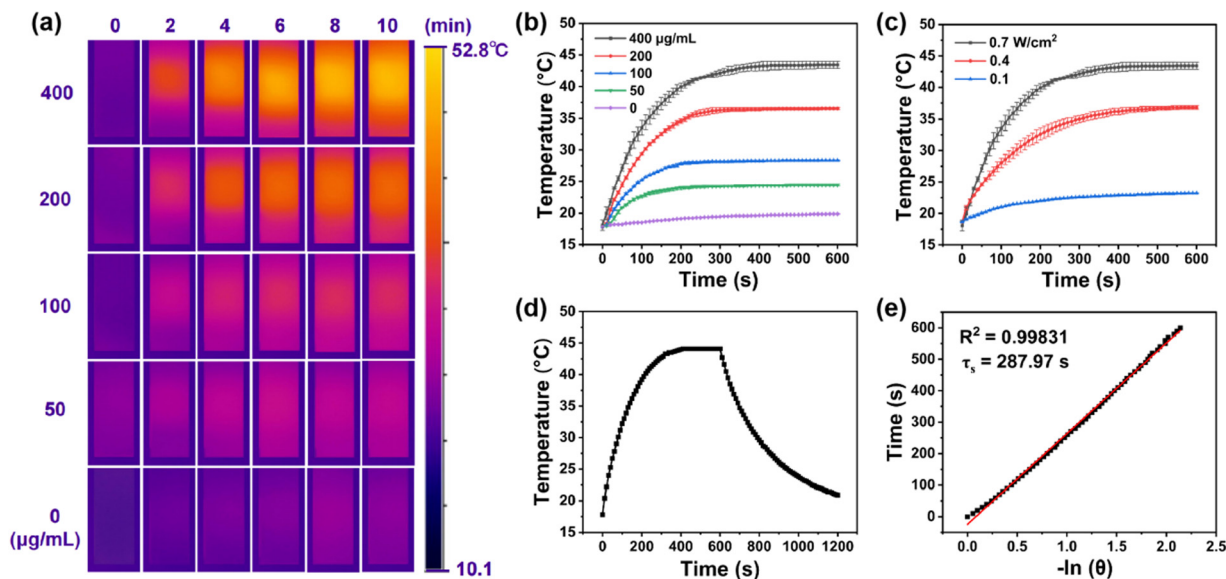 (a)
0 2 4 6 8 10 (min)
400
200
100
50
0
(μg/mL)
52.8℃
10.1
(b)
50
45
40
35
30
25
20
15
Temperature (°C)
400 μg/mL
200
100
50
0
0 100 200 300 400 500 600
Time (s)
(c)
50
45
40
35
30
25
20
15
Temperature (°C)
0.7 W/cm²
0.4
0.1
0 100 200 300 400 500 600
Time (s)
(d)
50
45
40
35
30
25
20
15
Temperature (°C)
0 200 400 600 800 1000 1200
Time (s)
(e)
600
500
400
300
200
100
0
Time (s)
R² = 0.99831
τs = 287.97 s
0.0 0.5 1.0 1.5 2.0 2.5
-ln (θ)